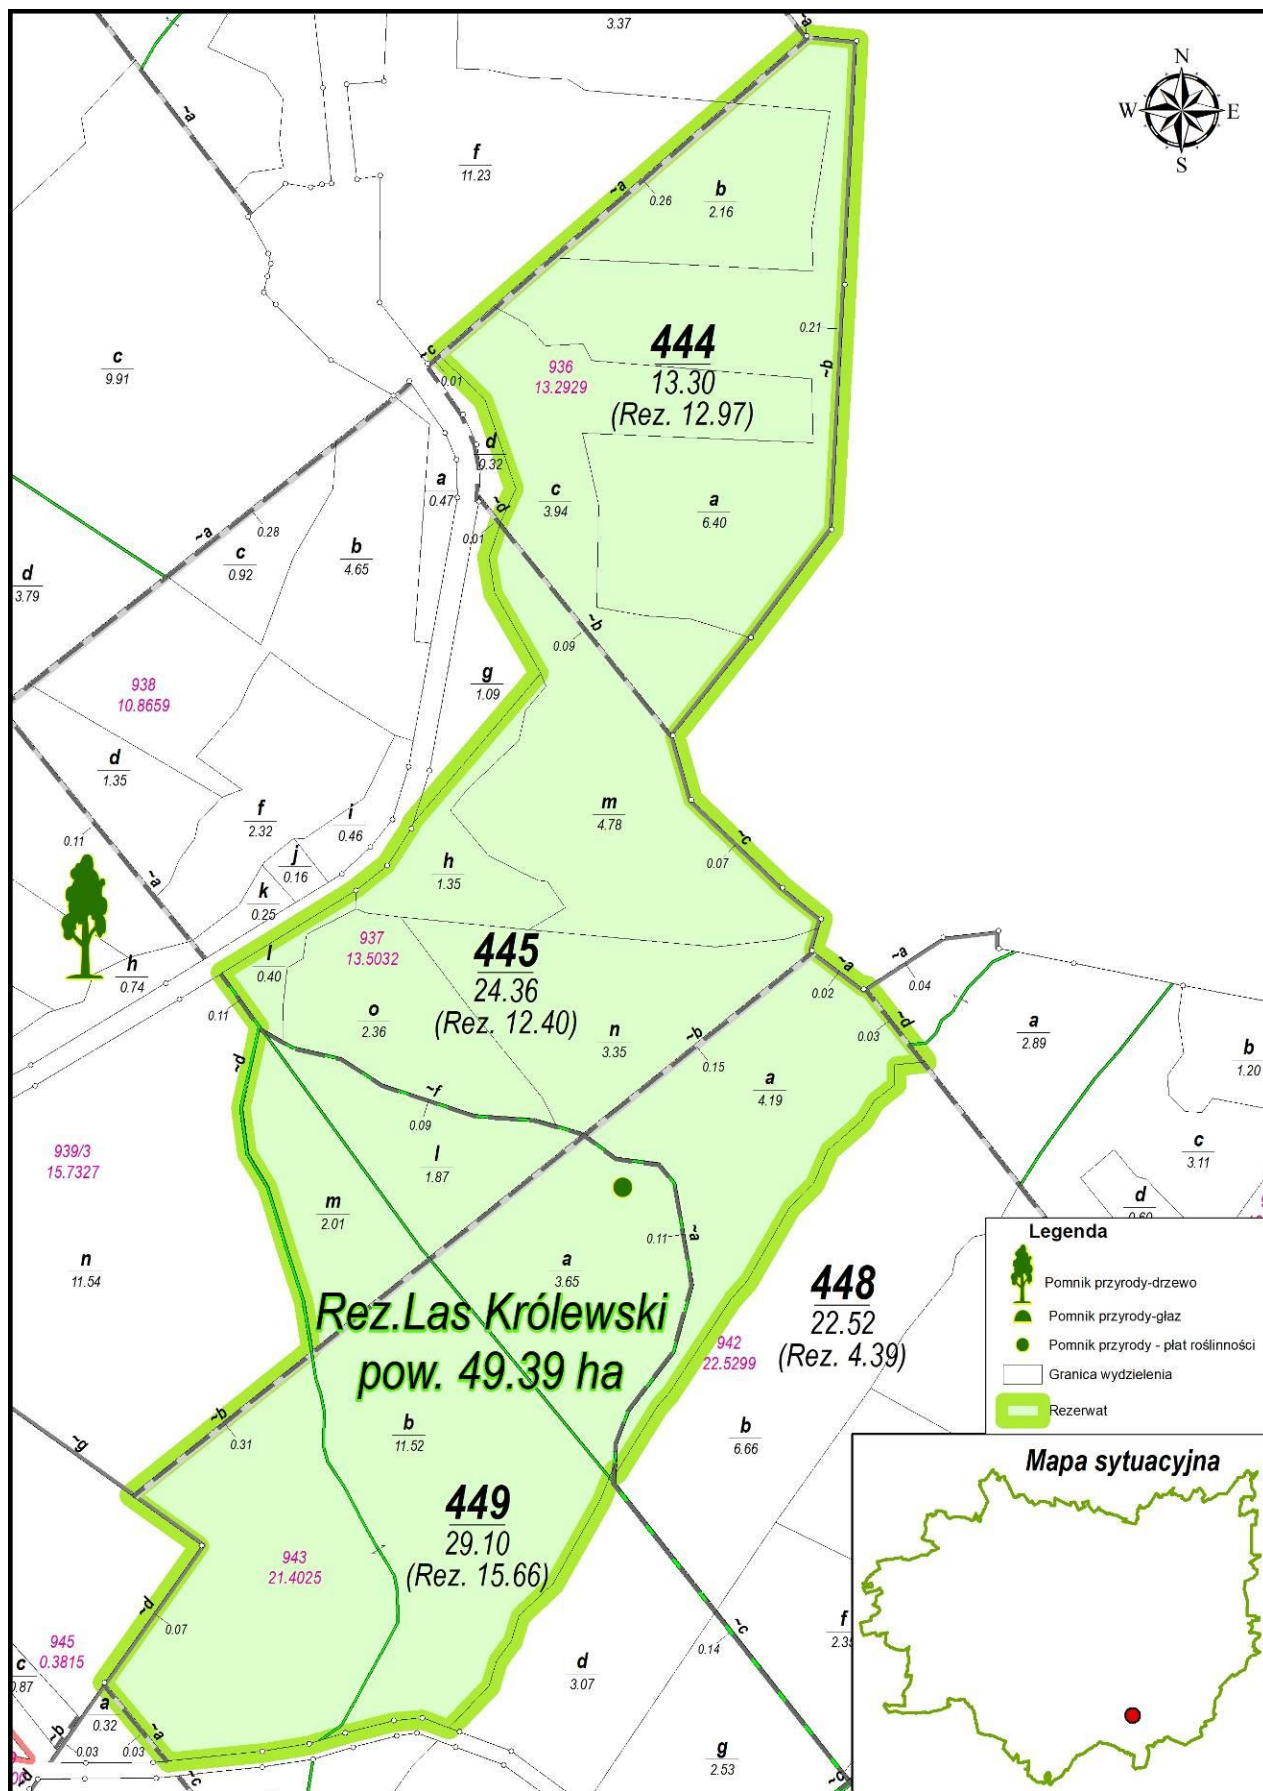 3.37
~a
N
W
E
S
~a
f
11.23
~a
0.26
b
2.16
0.21
~b
444
13.30
(Rez. 12.97)
936
13.2929
c
9.91
~c
0.01
d
0.32
a
0.47
c
3.94
a
6.40
~d
0.01
~a
0.28
c
0.92
b
4.65
d
3.79
~b
0.09
g
1.09
938
10.8659
d
1.35
f
2.32
i
0.46
j
0.16
k
0.25
0.11
~a
h
0.74
m
4.78
~c
0.07
h
1.35
937
13.5032
445
24.36
(Rez. 12.40)
l
0.40
0.11
o
2.36
n
3.35
~b
0.15
~a
0.02
~a
0.04
~d
0.03
a
2.89
b
1.20
a
4.19
~d
~f
0.09
l
1.87
939/3
15.7327
m
2.01
c
3.11
d
0.60
n
11.54
a
3.65
0.11
~a
448
22.52
(Rez. 4.39)
942
22.5299
Rez.Las Królewski
pow. 49.39 ha
~b
0.31
b
11.52
b
6.66
~g
449
29.10
(Rez. 15.66)
943
21.4025
~d
0.07
945
0.3815
c
0.87
a
0.32
~b
0.03
0.03
~a
~c
~d
d
3.07
~c
0.14
f
g
2.53
Legenda
Pomnik przyrody-drzewo
Pomnik przyrody-głaz
Pomnik przyrody - płat roślinności
Granica wydzielenia
Rezerwat
Mapa sytuacyjna